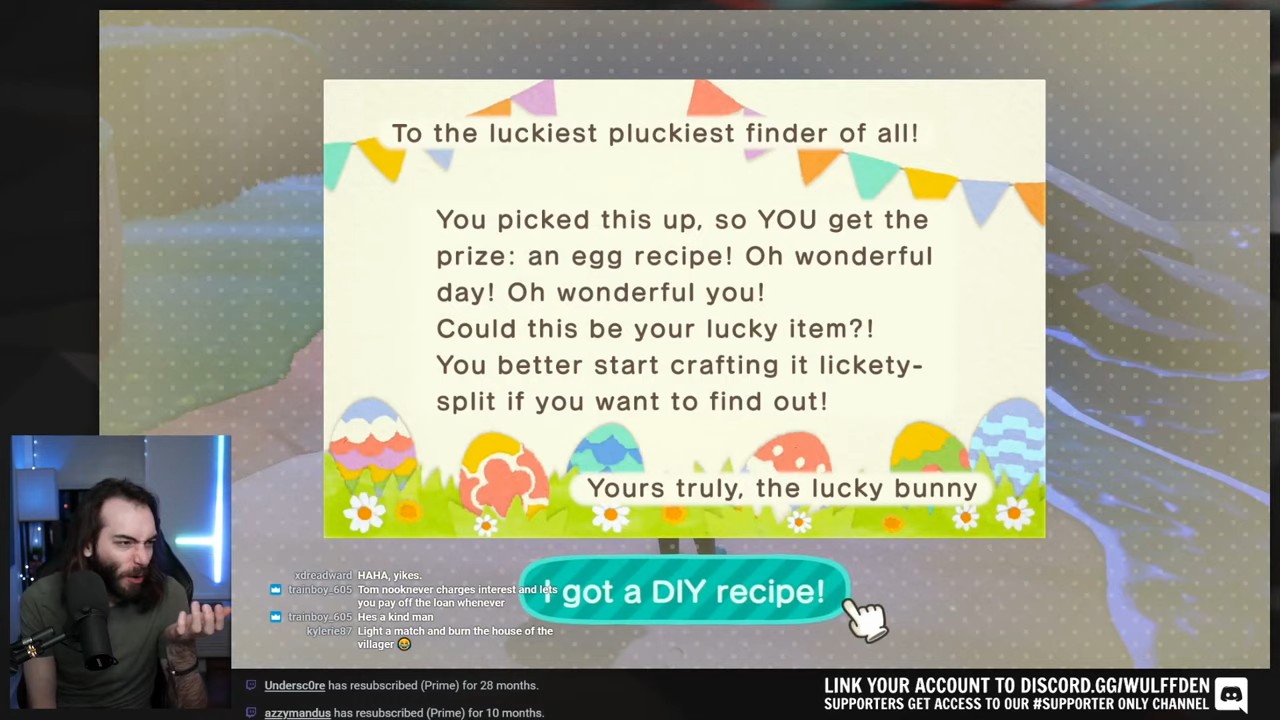 To the luckiest pluckiest finder of all!
You picked this up, so YOU get the
prize: an egg recipe! Oh wonderful
day! Oh wonderful you!
Could this be your lucky item?!
You better start crafting it lickety-
split if you want to find out!
Yours truly, the lucky bunny
I got a DIY recipe!
xdreadward HAHA, yikes.
trainboy_605 Tom nooknever charges interest and lets
you pay off the loan whenever
trainboy_605 Hes a kind man
kylerie87 Light a match and burn the house of the
villager 😅
Undersc0re has resubscribed (Prime) for 28 months.
azzymandus has resubscribed (Prime) for 10 months.
LINK YOUR ACCOUNT TO DISCORD.GG/WULFFDEN
SUPPORTERS GET ACCESS TO OUR #SUPPORTER ONLY CHANNEL